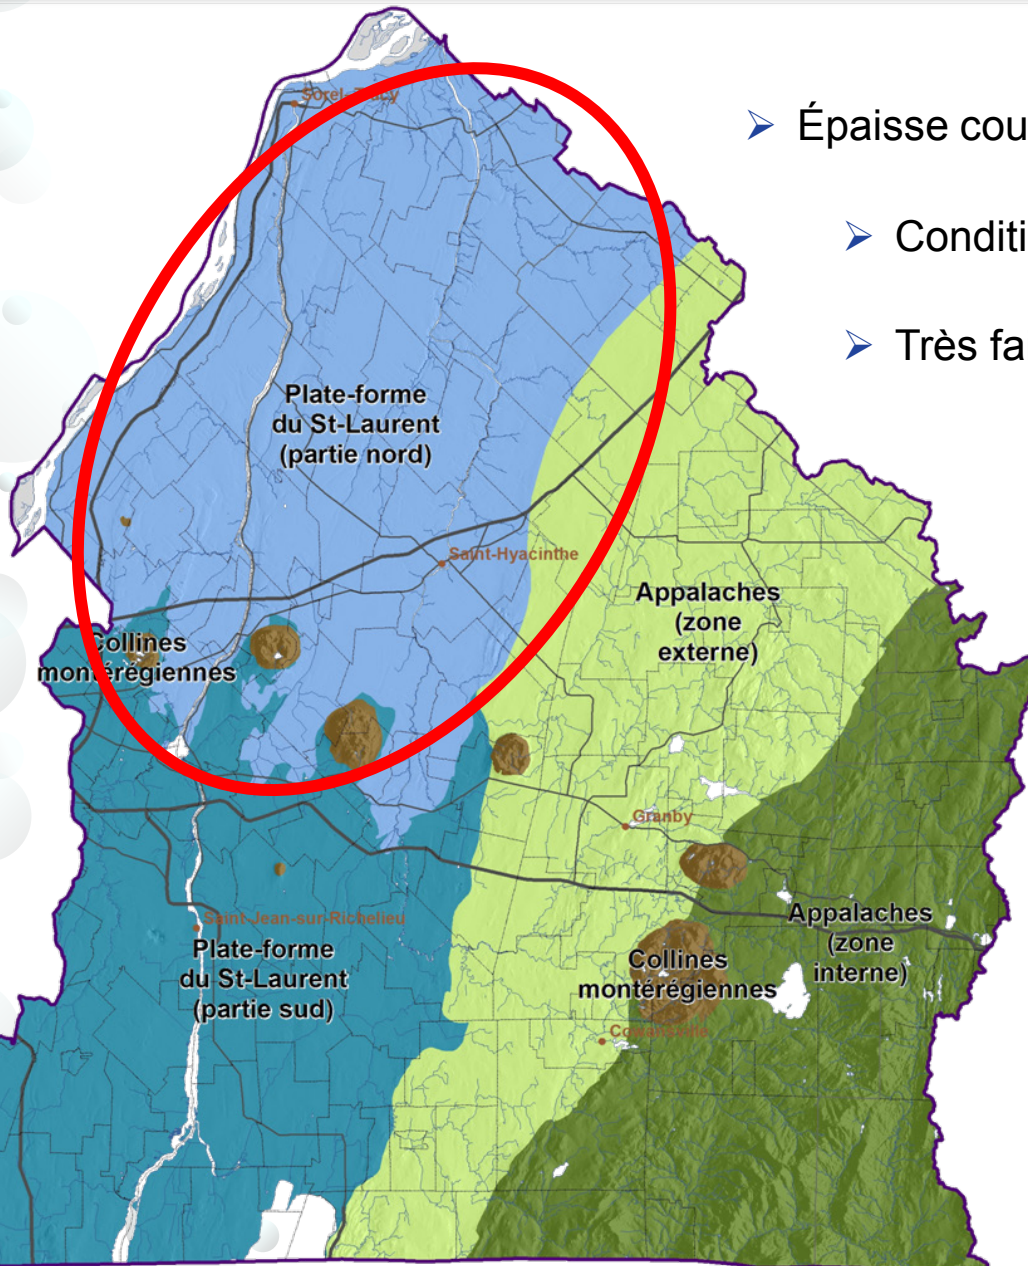 Sorel-Tracy
Épaisse cou
Conditi
Très fa
Plate-forme
du St-Laurent
(partie nord)
Saint-Hyacinthe
Appalaches
(zone
externe)
Collines
montérégiennes
Granby
Appalaches
(zone
interne)
Saint-Jean-sur-Richelieu
Plate-forme
du St-Laurent
(partie sud)
Collines
montérégiennes
Cowansville